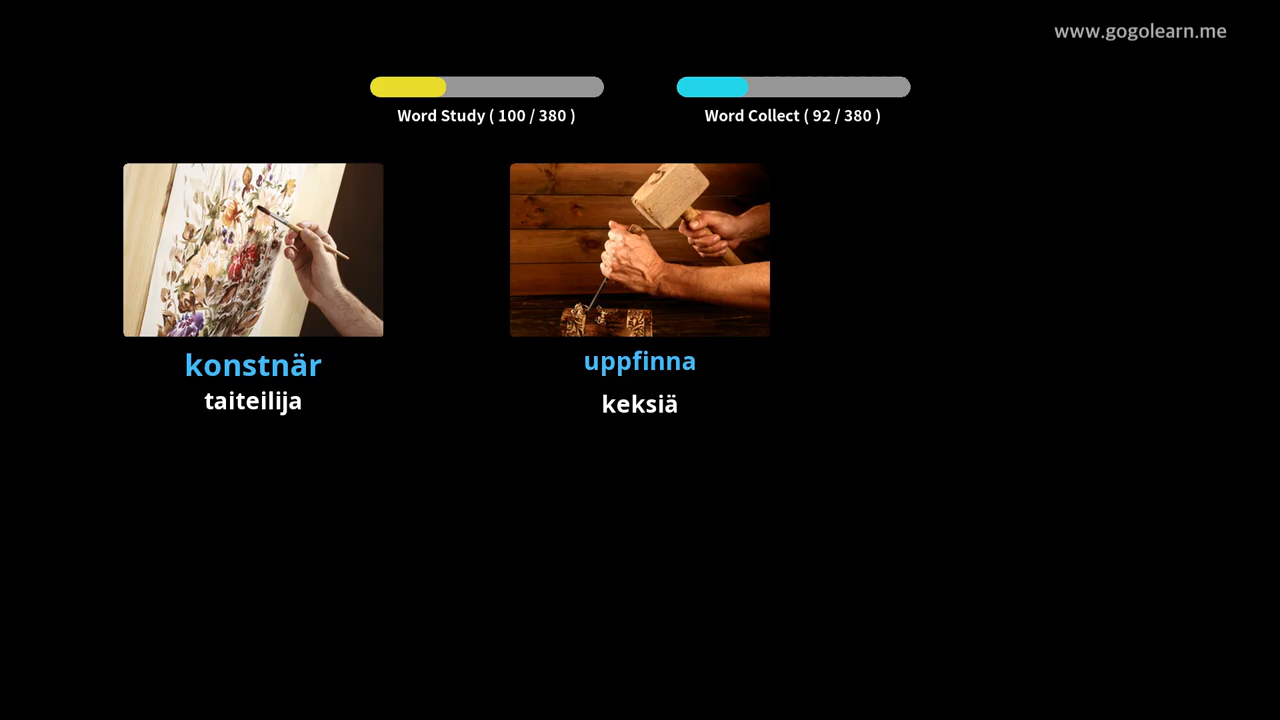 www.gogolearn.me
Word Study ( 100 / 380 )
Word Collect ( 92 / 380 )
konstnär
taiteilija
uppfinna
keksiä